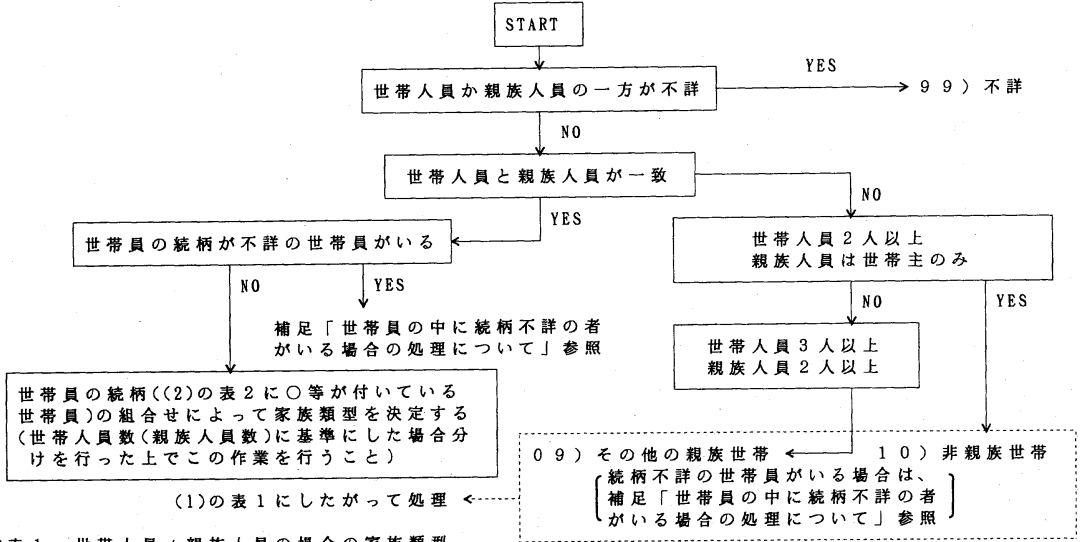 START
世帯人員か親族人員の一方が不詳
YES
99)不詳
NO
世帯人員と親族人員が一致
NO
YES
世帯員の続柄が不詳の世帯員がいる
世帯人員2人以上
親族人員は世帯主のみ
NO
YES
NO
YES
補足「世帯員の中に続柄不詳の者
がいる場合の処理について」参照
世帯人員3人以上
親族人員2人以上
世帯員の続柄((2)の表2に○等が付いている
世帯員)の組合せによって家族類型を決定する
(世帯人員数(親族人員数)に基準にした場合分
けを行った上でこの作業を行うこと)
09)その他の親族世帯
10)非親族世帯
続柄不詳の世帯員がいる場合は、
補足「世帯員の中に続柄不詳の者
がいる場合の処理について」参照
(1)の表1にしたがって処理